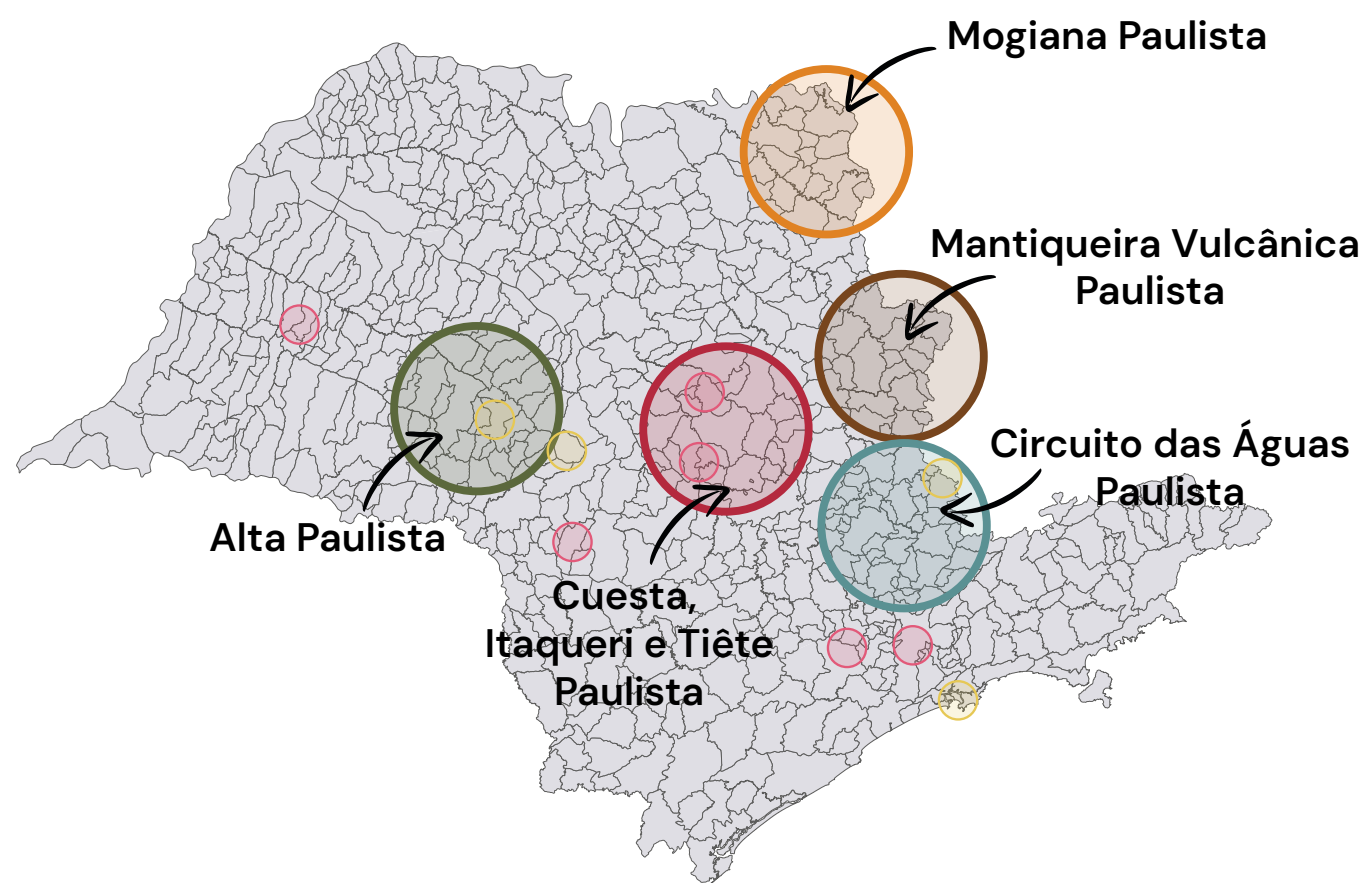 Mogiana Paulista
Mantiqueira Vulcânica
Paulista
Circuito das Águas
Paulista
Alta Paulista
Cuesta,
Itaqueri e Tiête
Paulista